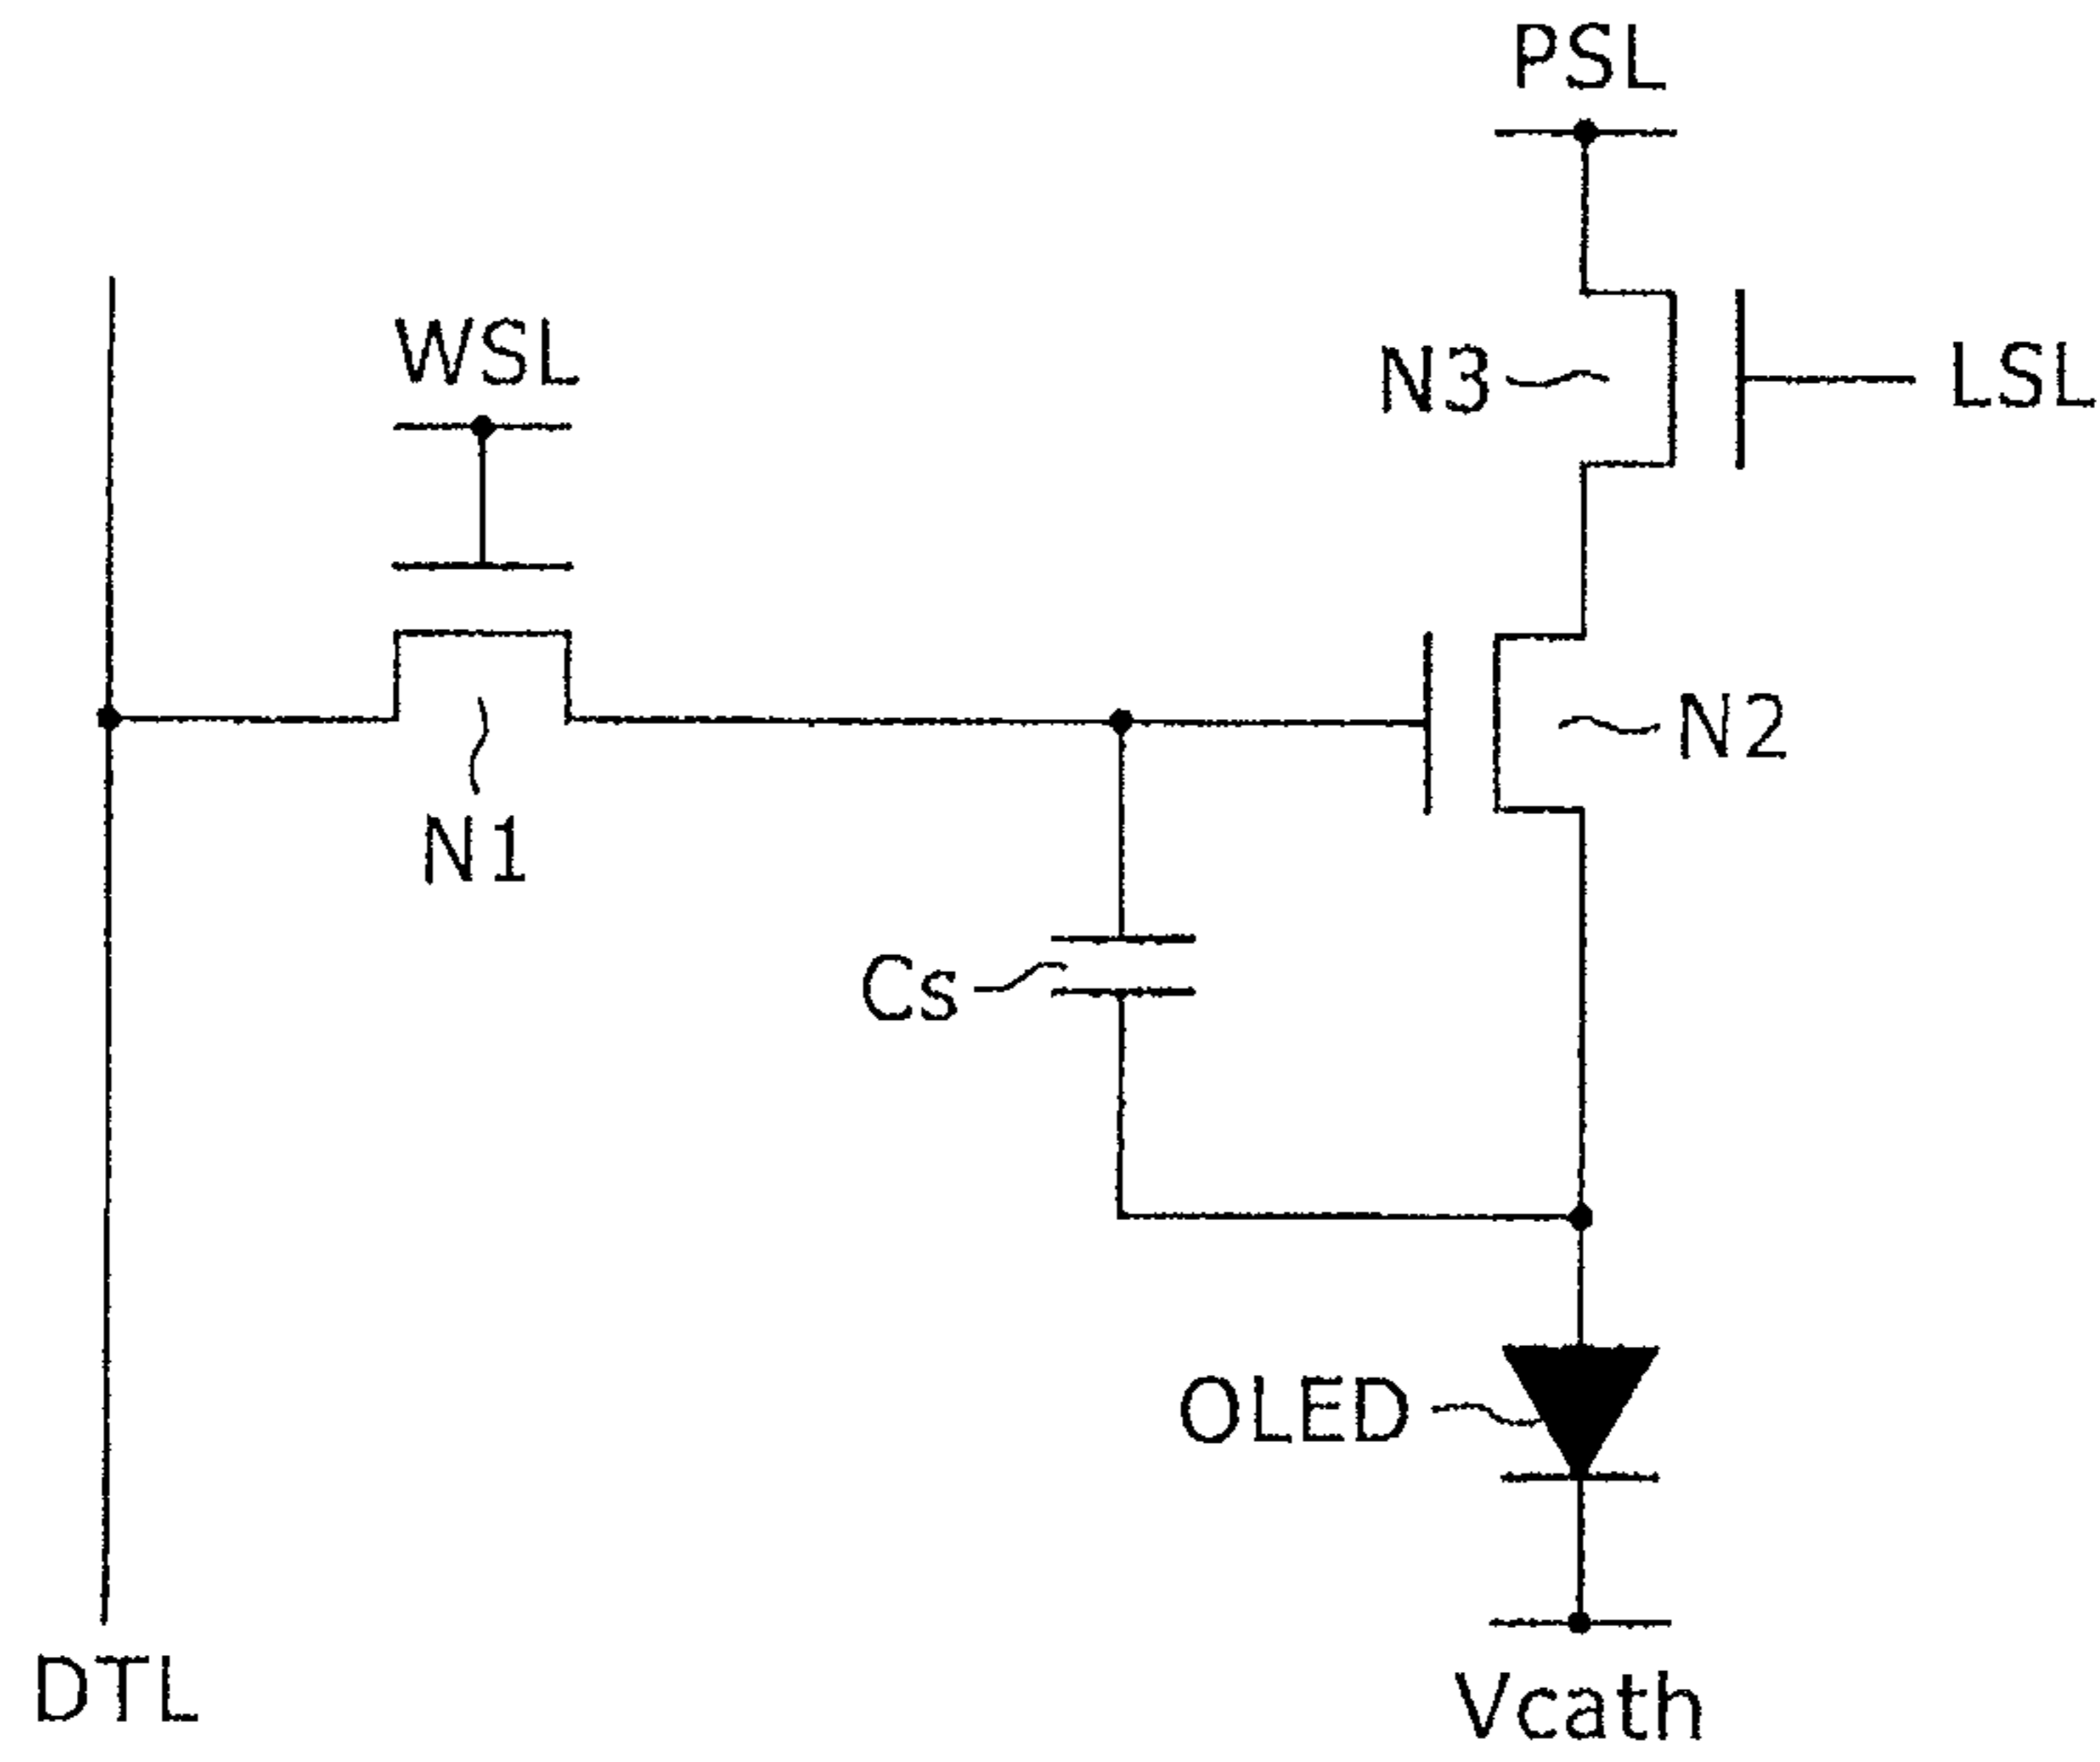 PSL
WSL
N3
LSL
N2
N1
Cs
OLED
DTL
Vcath